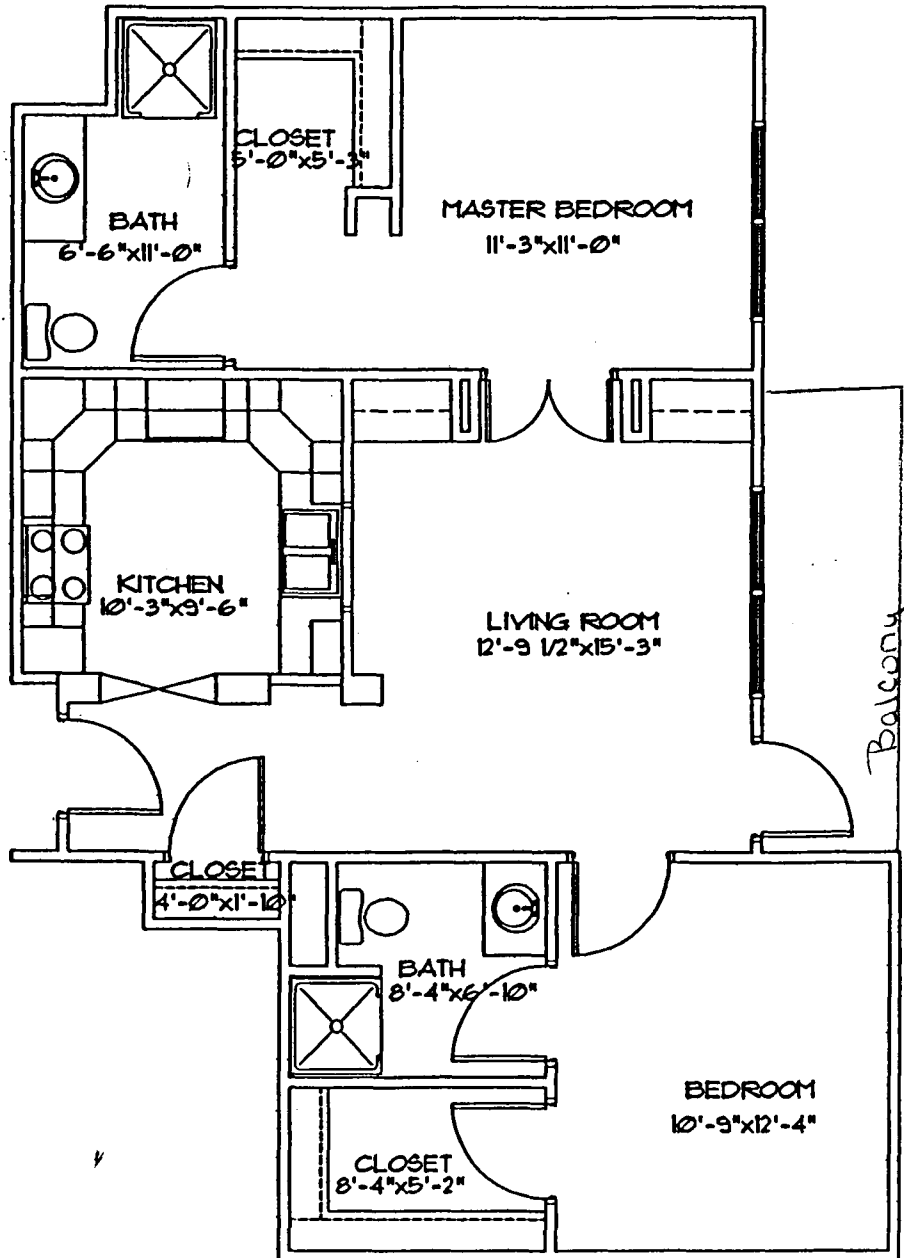 CLOSET
5'-0"x5'-3"
MASTER BEDROOM
11'-3"x11'-0"
BATH
6'-6"x11'-0"
KITCHEN
10'-3"x9'-6"
LIVING ROOM
12'-9 1/2"x15'-3"
Balcony
CLOSET
4'-0"x1'-10"
BATH
8'-4"x6'-10"
BEDROOM
10'-9"x12'-4"
CLOSET
8'-4"x5'-2"